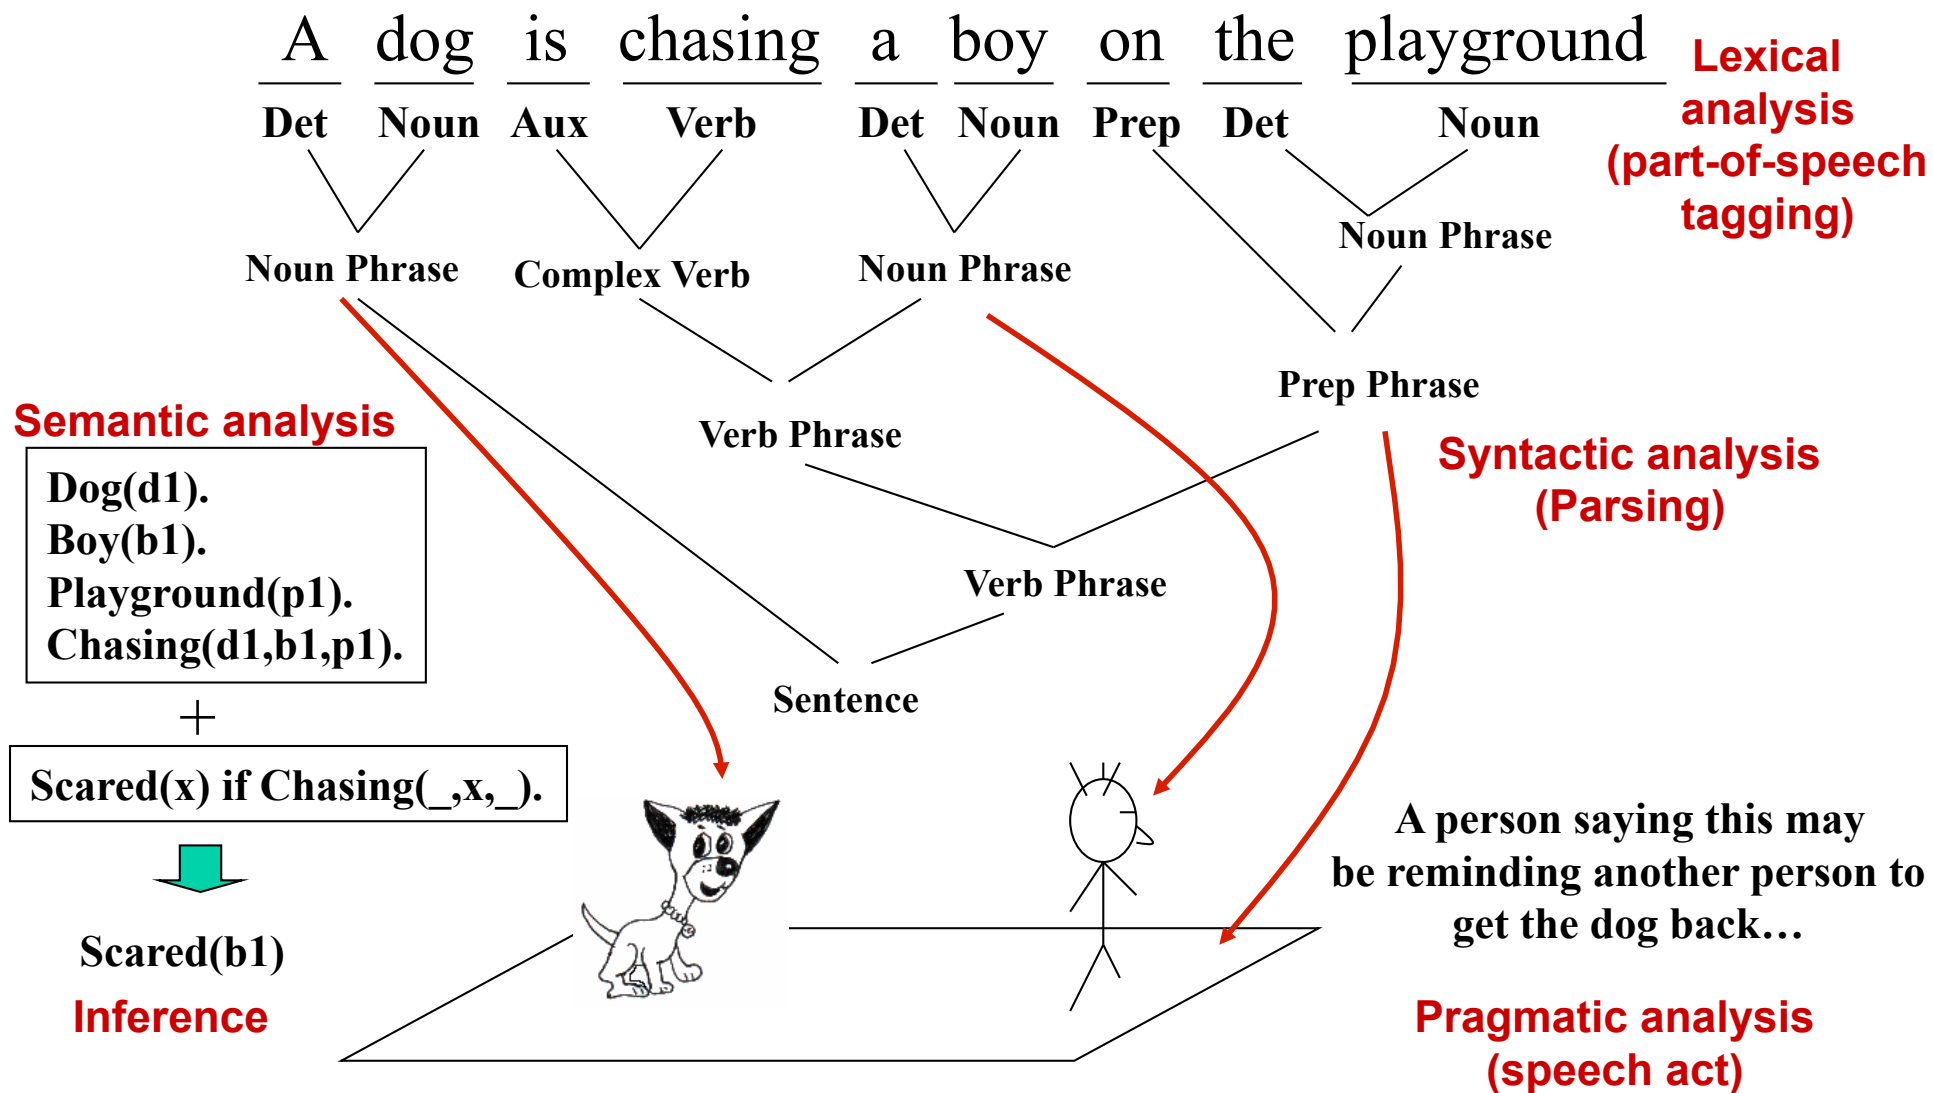 A dog is chasing a boy on the playground
Lexical
analysis
(part-of-speech
tagging)
Det Noun Aux Verb Det Noun Prep Det Noun
Noun Phrase
Noun Phrase Complex Verb Noun Phrase
Prep Phrase
Verb Phrase
Semantic analysis
Syntactic analysis
(Parsing)
Dog(d1).
Boy(b1).
Playground(p1).
Chasing(d1,b1,p1).
Verb Phrase
Sentence
+
Scared(x) if Chasing(_,x,_).
Scared(b1)
Inference
A person saying this may
be reminding another person to
get the dog back…
Pragmatic analysis
(speech act)